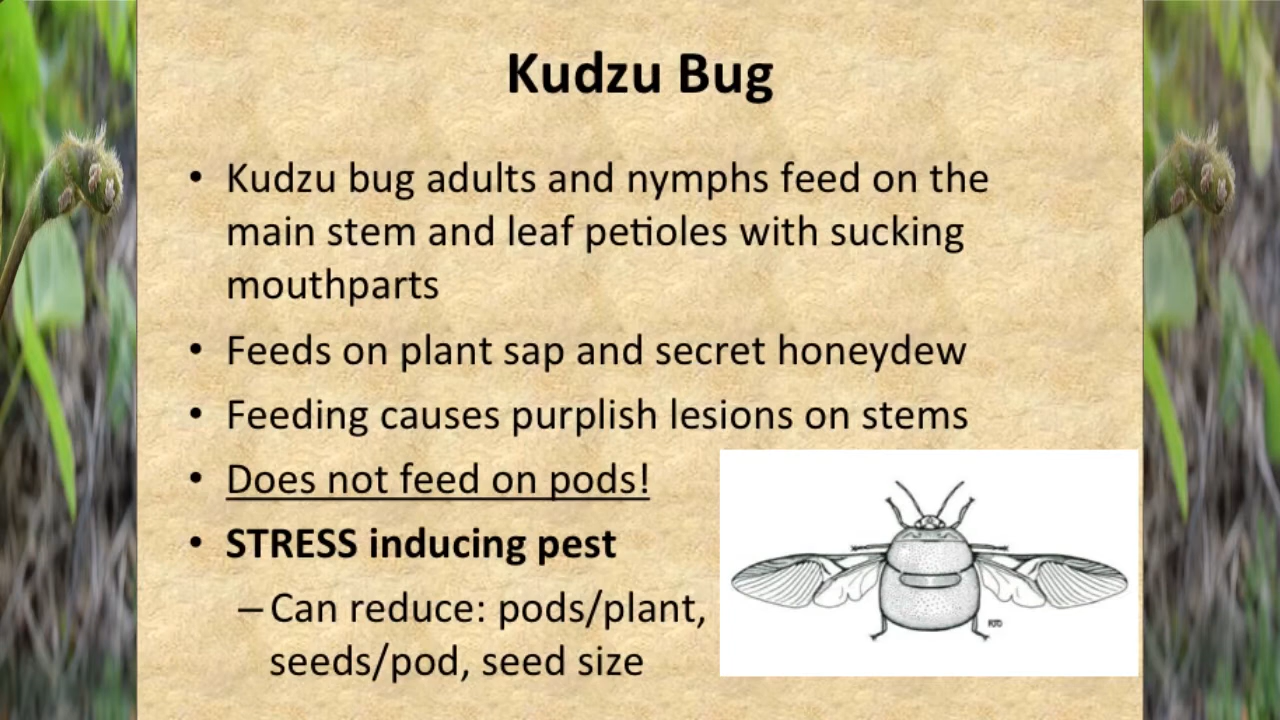 Kudzu Bug
• Kudzu bug adults and nymphs feed on the
main stem and leaf petioles with sucking
mouthparts
• Feeds on plant sap and secret honeydew
• Feeding causes purplish lesions on stems
• Does not feed on pods!
• STRESS inducing pest
– Can reduce: pods/plant,
seeds/pod, seed size